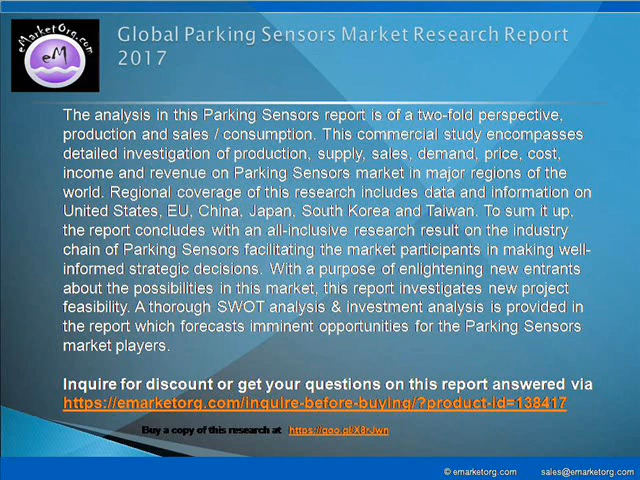 eMarketOrg.com
eM
Global Parking Sensors Market Research Report
2017
The analysis in this Parking Sensors report is of a two-fold perspective,
production and sales / consumption. This commercial study encompasses
detailed investigation of production, supply, sales, demand, price, cost,
income and revenue on Parking Sensors market in major regions of the
world. Regional coverage of this research includes data and information on
United States, EU, China, Japan, South Korea and Taiwan. To sum it up,
the report concludes with an all-inclusive research result on the industry
chain of Parking Sensors facilitating the market participants in making well-
informed strategic decisions. With a purpose of enlightening new entrants
about the possibilities in this market, this report investigates new project
feasibility. A thorough SWOT analysis & investment analysis is provided in
the report which forecasts imminent opportunities for the Parking Sensors
market players.
Inquire for discount or get your questions on this report answered via
https://emarketorg.com/inquire-before-buying/?product-id=138417
Buy a copy of this research at https://goo.gl/X8rJwn
© emarketorg.com sales@emarketorg.com